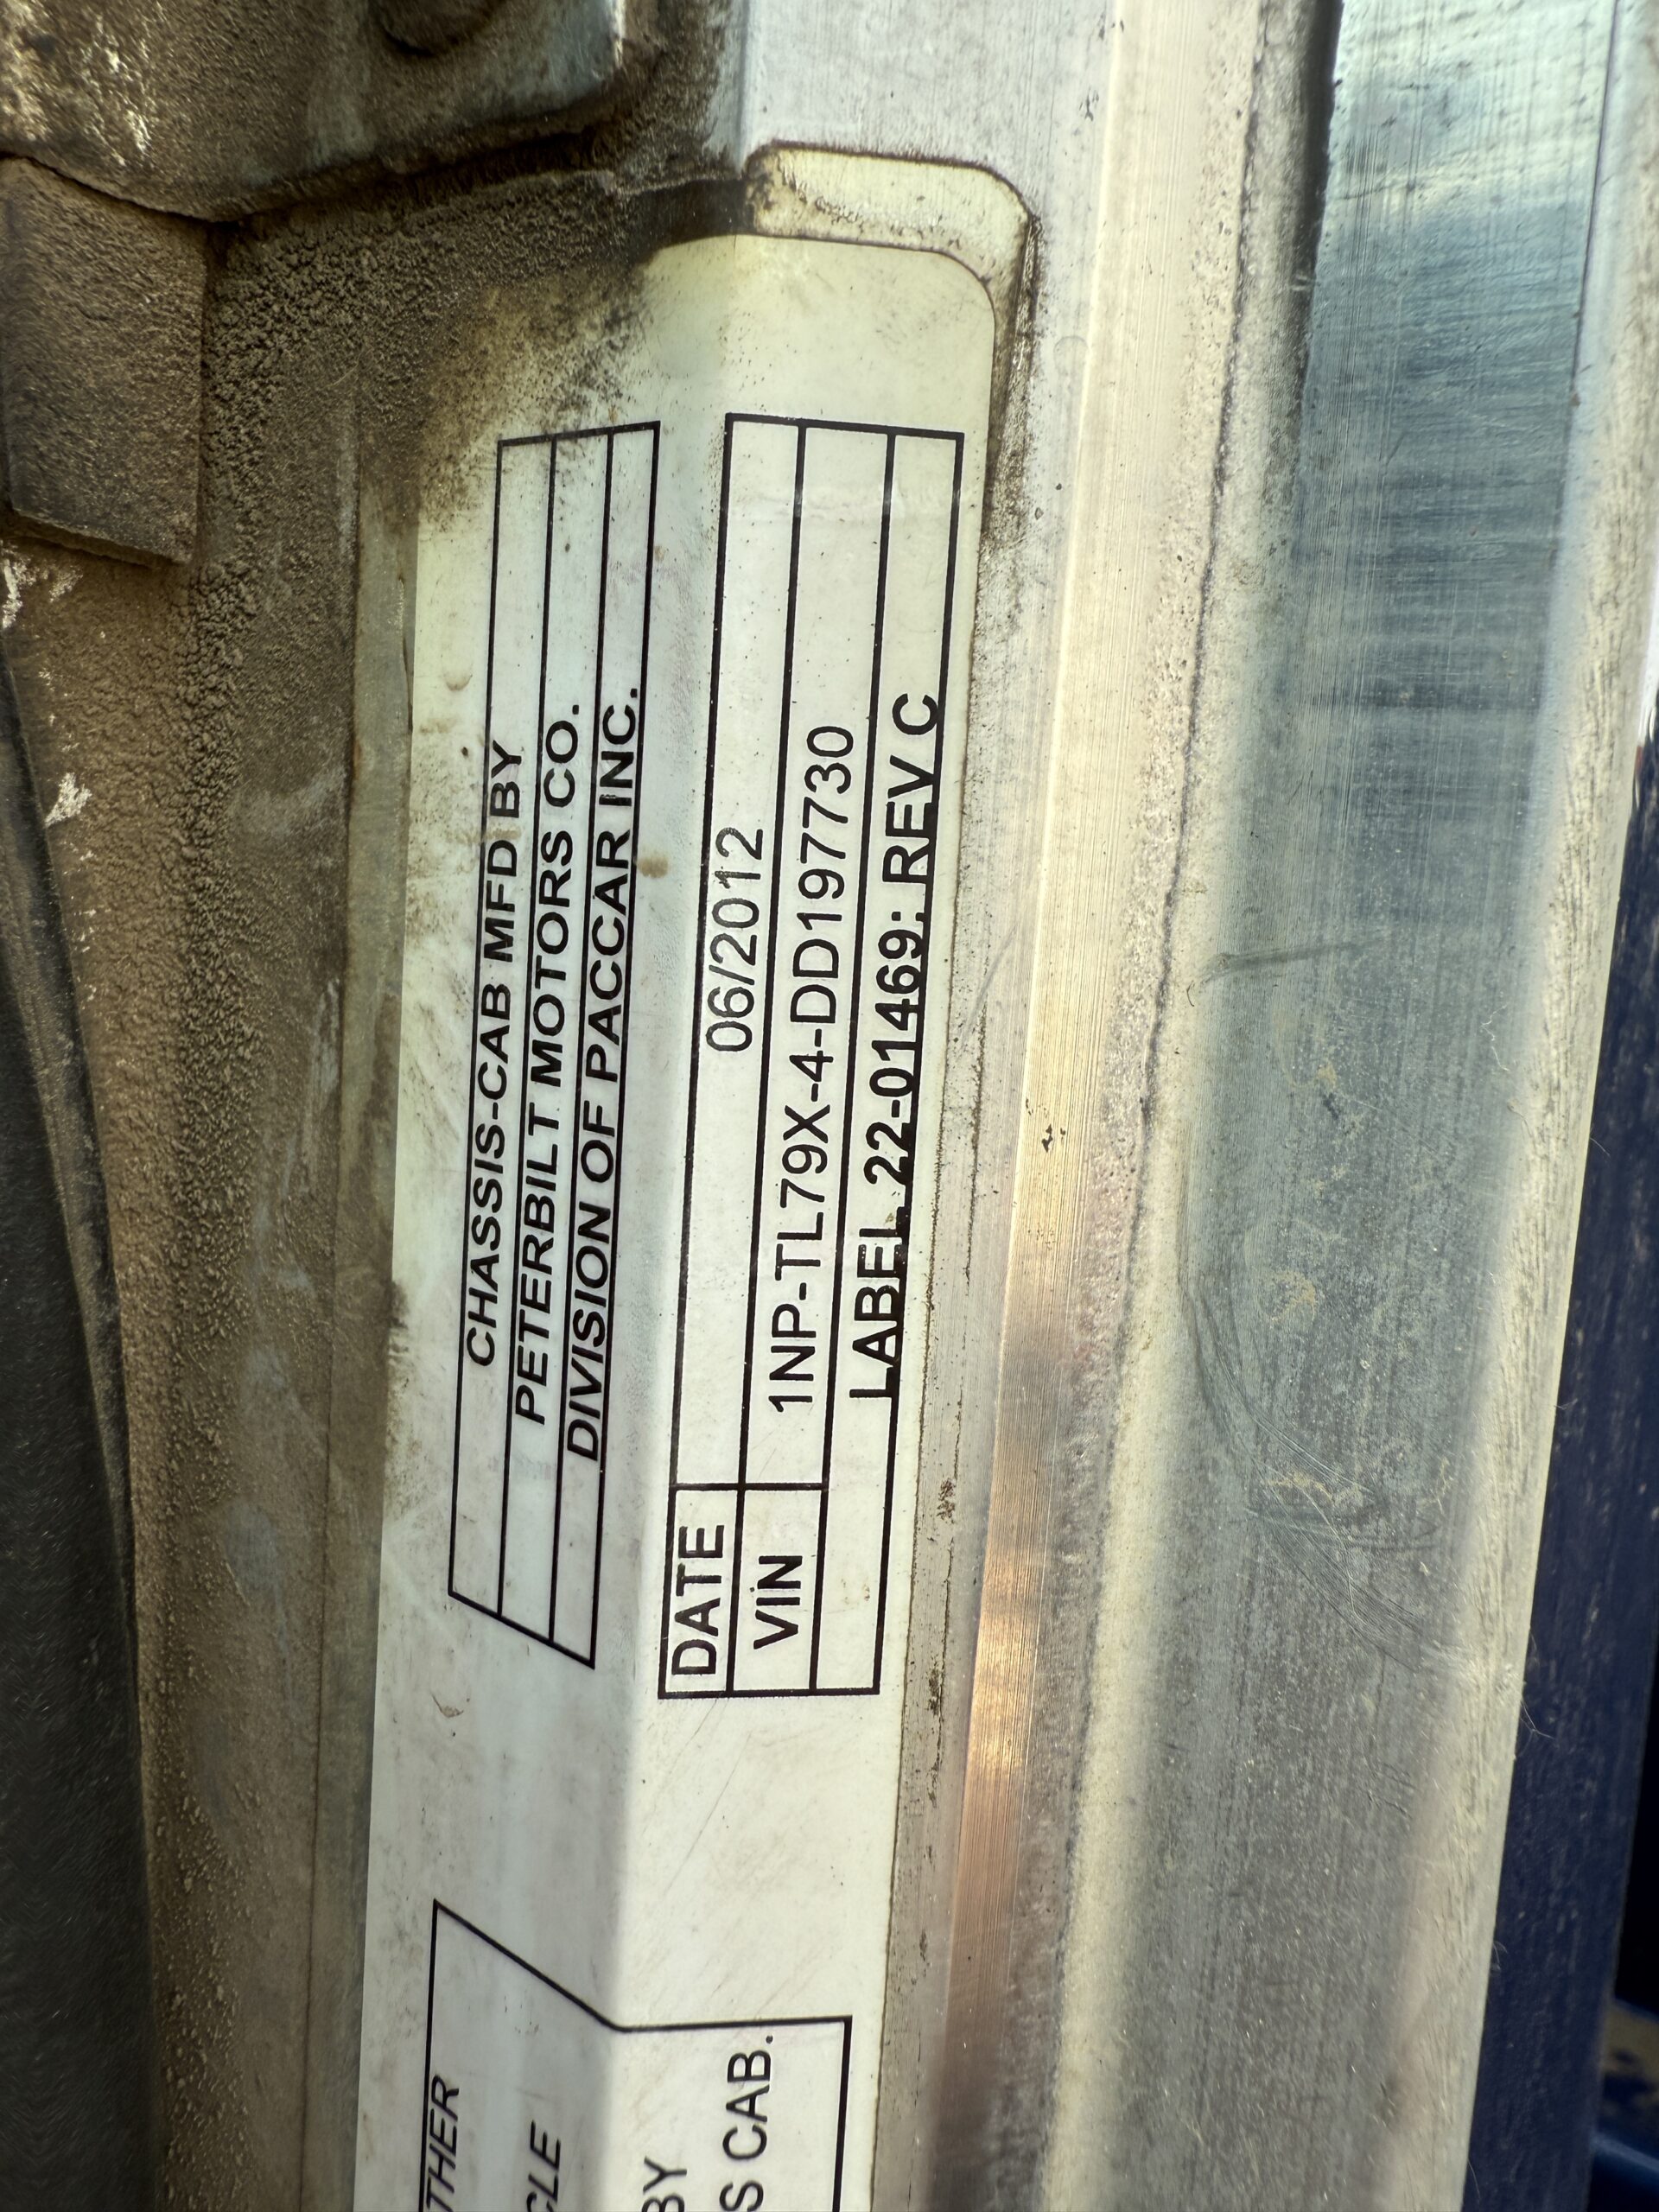 CHASSIS-CAB MFD BY
PETERBILT MOTORS CO.
DIVISION OF PACCAR INC.
DATE 06/2012
VIN 1NP-TL79X-4-DD197730
LABEL 22-01469: REV C
THER
CLE
BY
S CAB.